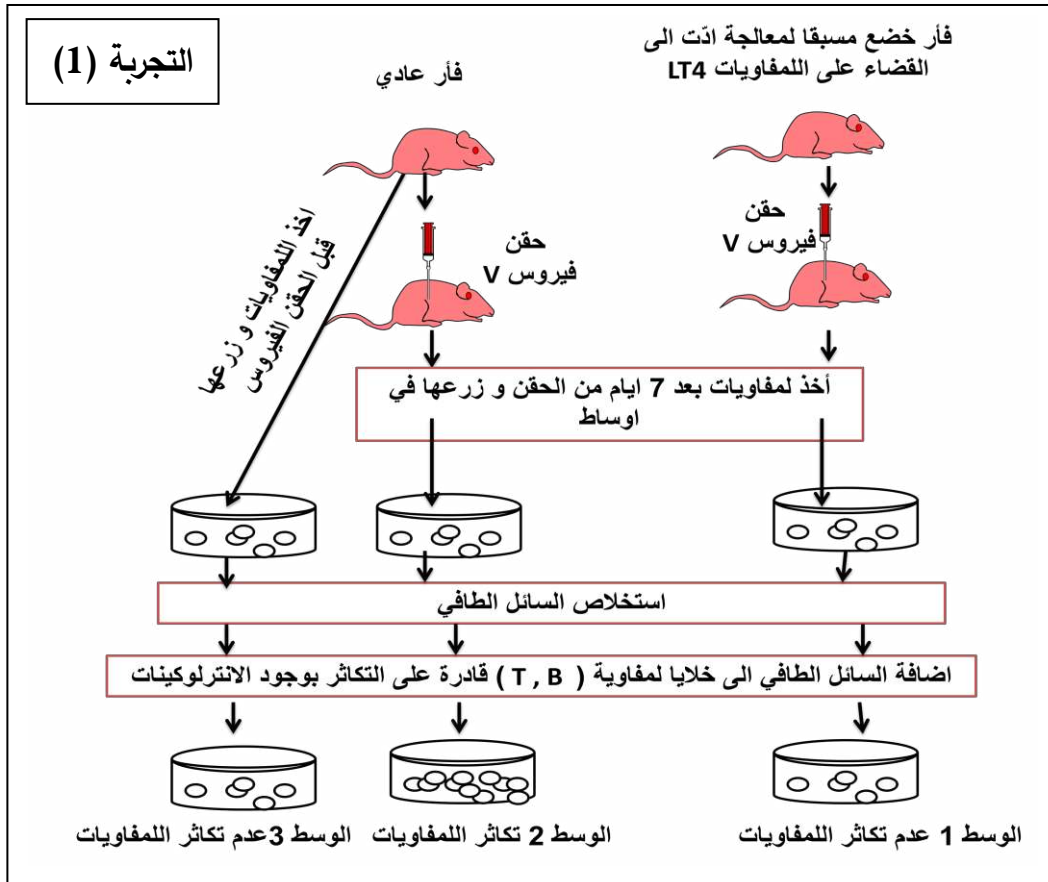 التجربة (1)
فأر خضع مسبقا لمعالجة ادّت الى
القضاء على اللمفاويات LT4
فأر عادي
حقن
فيروس V
حقن
فيروس V
اخذ اللمفاويات و زرعها
قبل الحقن الفيروس
أخذ لمفاويات بعد 7 ايام من الحقن و زرعها في
اوساط
استخلاص السائل الطافي
اضافة السائل الطافي الى خلايا لمفاوية ( T , B ) قادرة على التكاثر بوجود الانترلوكينات
الوسط 1 عدم تكاثر اللمفاويات
الوسط 2 تكاثر اللمفاويات
الوسط 3عدم تكاثر اللمفاويات